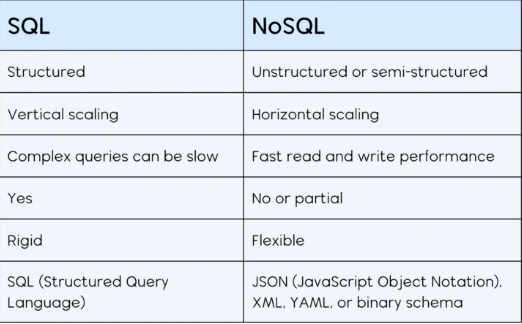 SQL NoSQL
Structured Unstructured or semi-structured
Vertical scaling Horizontal scaling
Complex queries can be slow Fast read and write performance
Yes No or partial
Rigid Flexible
SQL (Structured Query JSON (JavaScript Object Notation),
Language) XML, YAML, or binary schema